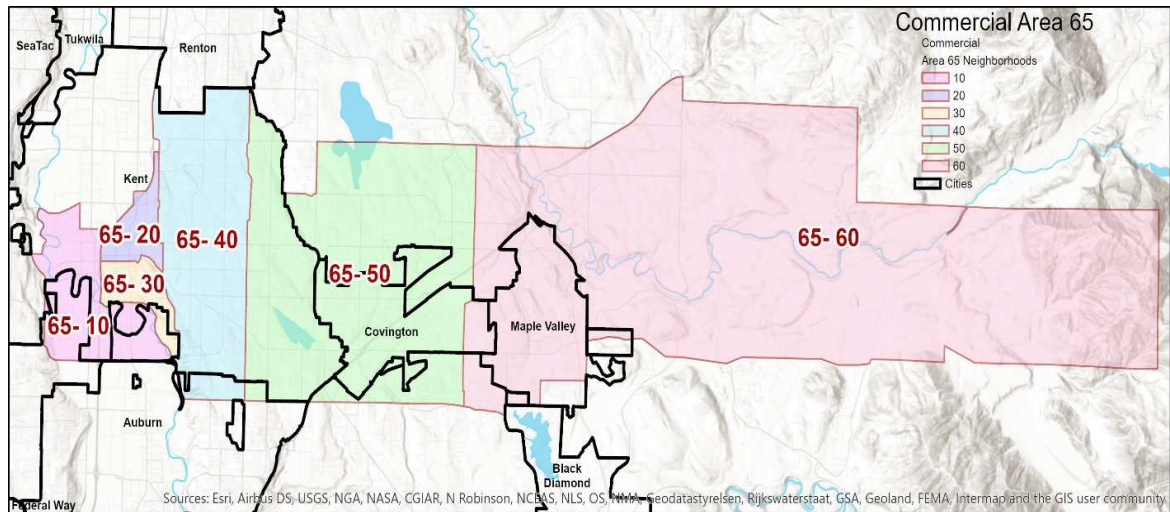 Commercial Area 65
Commercial
Area 65 Neighborhoods
10
20
30
40
50
60
Cities
SeaTac
Tukwila
Renton
Kent
65- 20
65- 40
65- 60
65- 30
65- 50
65- 10
Covington
Maple Valley
Auburn
Black
Diamond
Federal Way
Sources: Esri, Airbus DS, USGS, NGA, NASA, CGIAR, N Robinson, NCEAS, NLS, OS, NMA, Geodatastyrelsen, Rijkswaterstaat, GSA, Geoland, FEMA, Intermap and the GIS user community